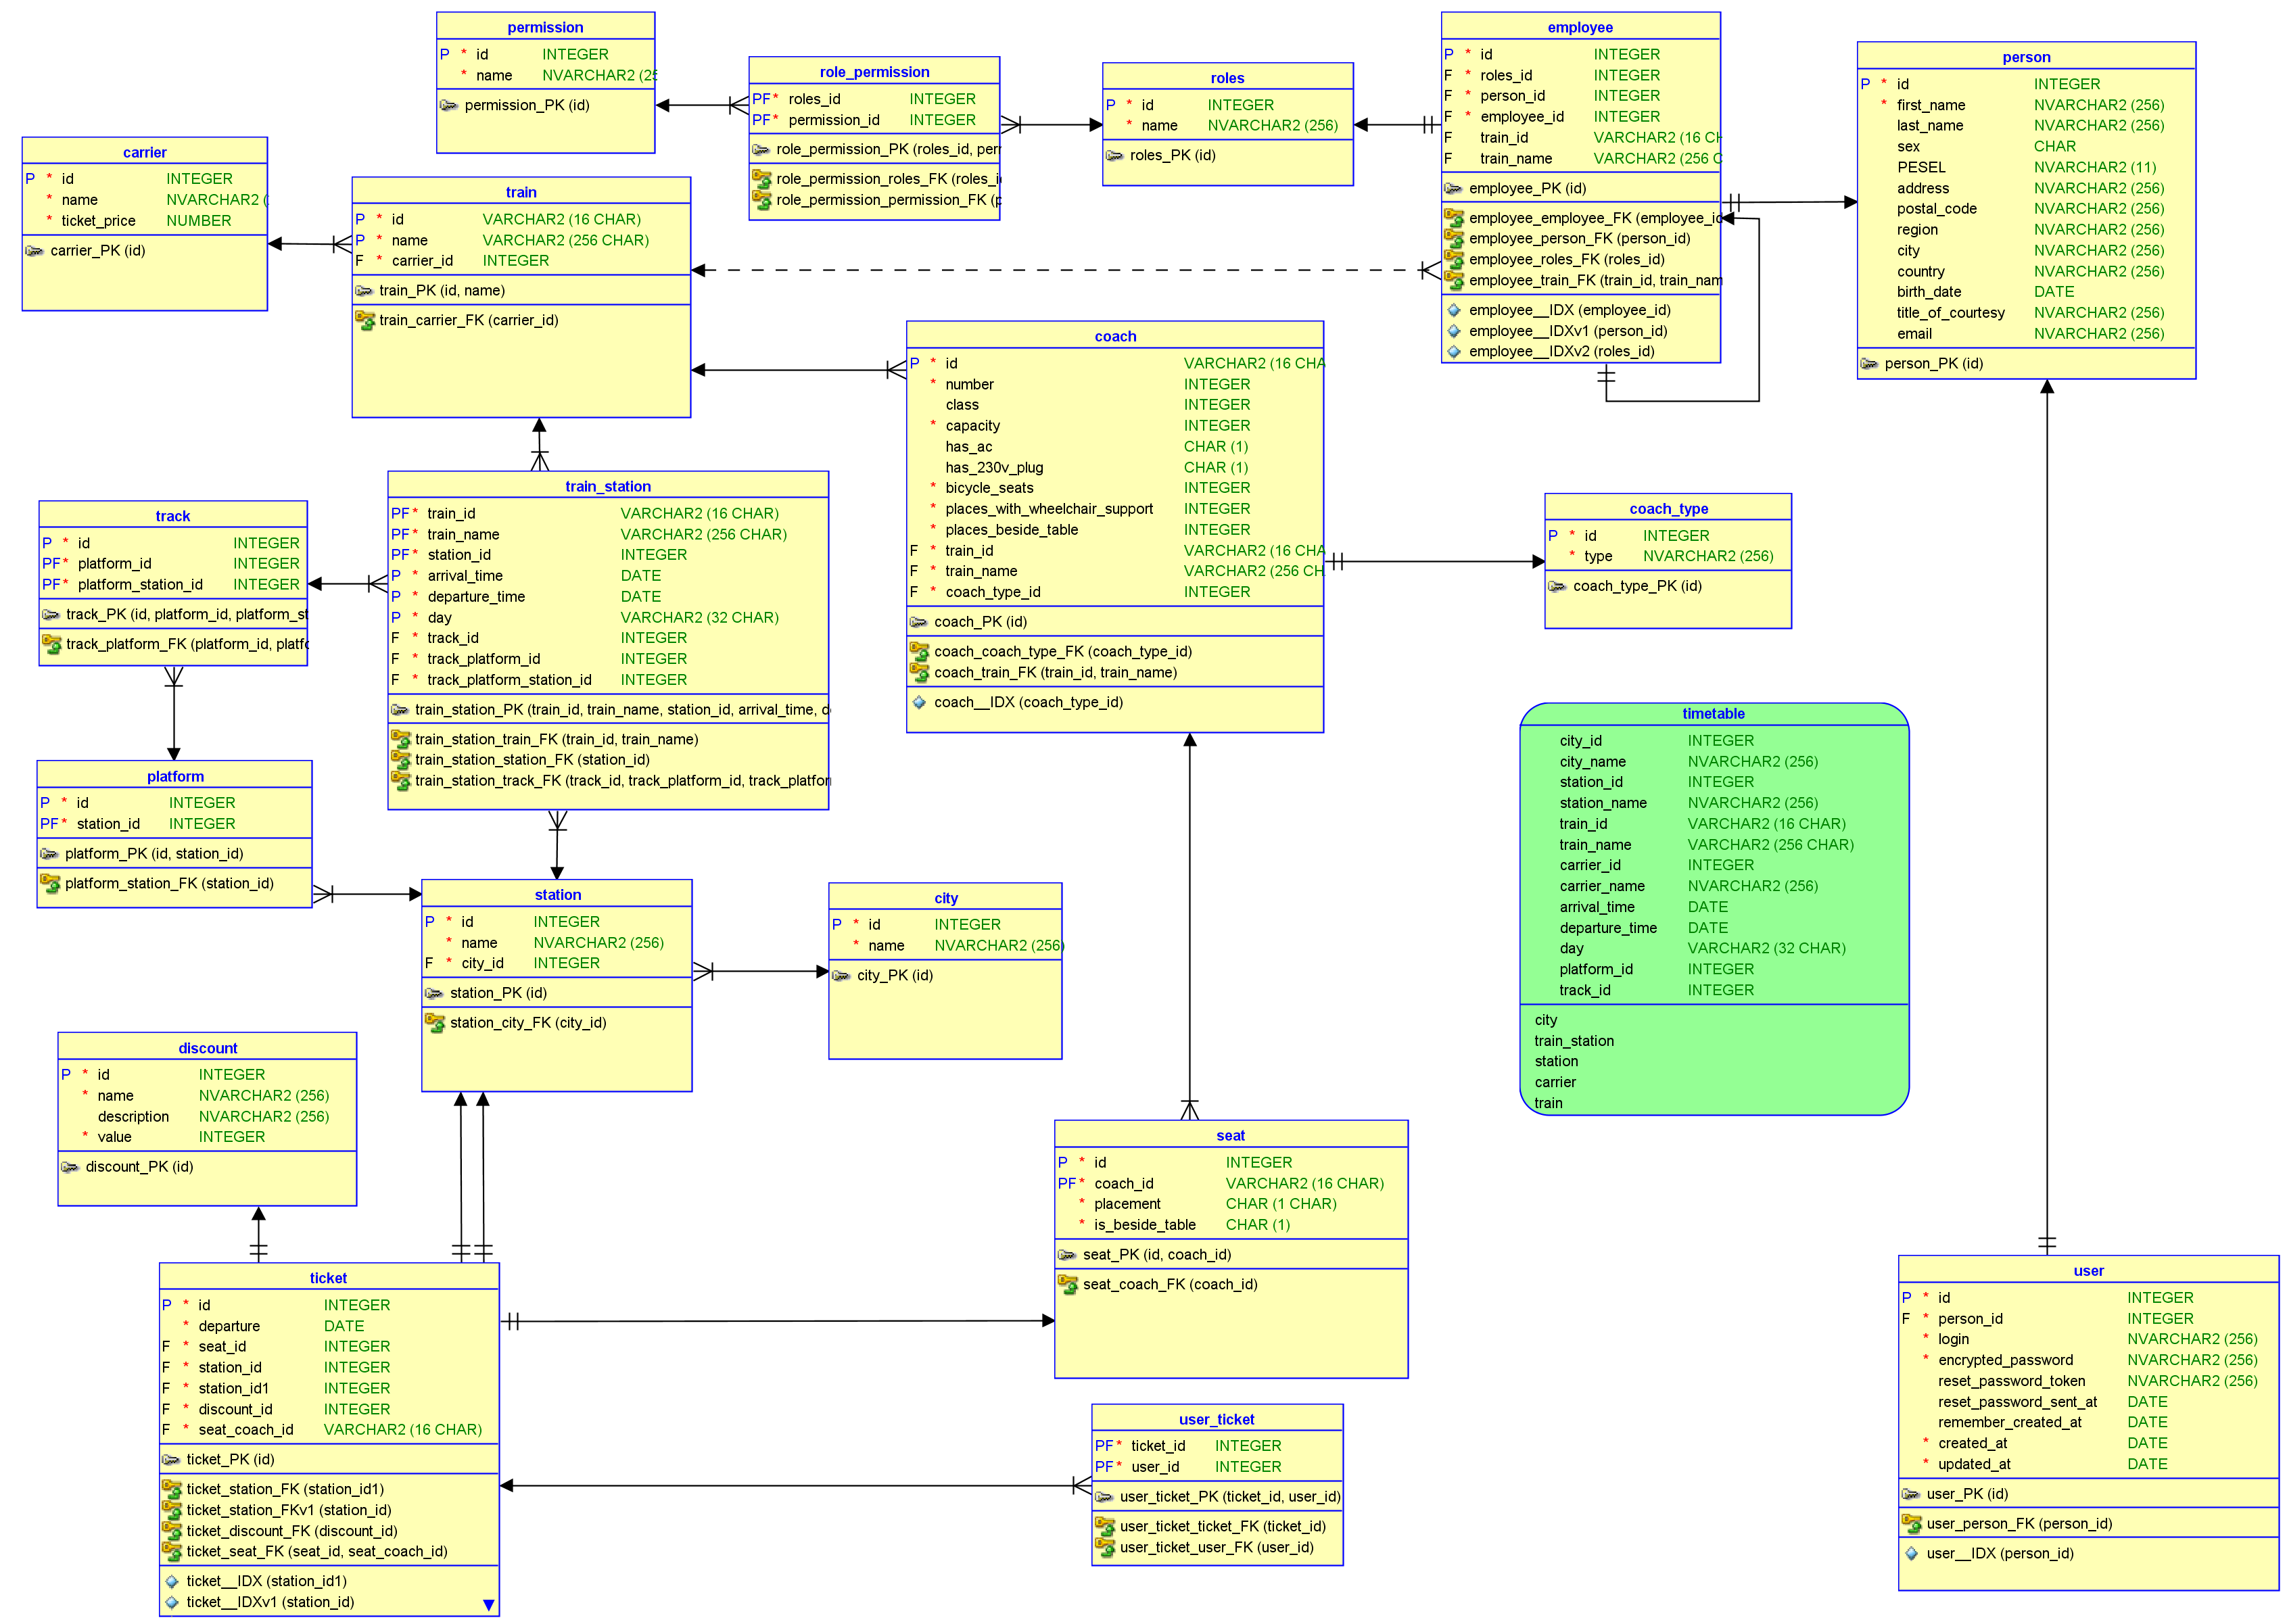 permission
P * id INTEGER
* name NVARCHAR2 (25
permission_PK (id)
role_permission
PF* roles_id INTEGER
PF* permission_id INTEGER
role_permission_PK (roles_id, perr
role_permission_roles_FK (roles_id
role_permission_permission_FK (p
roles
P * id INTEGER
* name NVARCHAR2 (256)
roles_PK (id)
employee
P * id INTEGER
F * roles_id INTEGER
F * person_id INTEGER
F * employee_id INTEGER
F train_id VARCHAR2 (16 CH
F train_name VARCHAR2 (256 C
employee_PK (id)
employee_employee_FK (employee_id
employee_person_FK (person_id)
employee_roles_FK (roles_id)
employee_train_FK (train_id, train_nam
employee__IDX (employee_id)
employee__IDXv1 (person_id)
employee__IDXv2 (roles_id)
person
P * id INTEGER
* first_name NVARCHAR2 (256)
last_name NVARCHAR2 (256)
sex CHAR
PESEL NVARCHAR2 (11)
address NVARCHAR2 (256)
postal_code NVARCHAR2 (256)
region NVARCHAR2 (256)
city NVARCHAR2 (256)
country NVARCHAR2 (256)
birth_date DATE
title_of_courtesy NVARCHAR2 (256)
email NVARCHAR2 (256)
person_PK (id)
carrier
P * id INTEGER
* name NVARCHAR2 (
* ticket_price NUMBER
carrier_PK (id)
train
P * id VARCHAR2 (16 CHAR)
P * name VARCHAR2 (256 CHAR)
F * carrier_id INTEGER
train_PK (id, name)
train_carrier_FK (carrier_id)
coach
P * id VARCHAR2 (16 CHA
* number INTEGER
class INTEGER
* capacity INTEGER
has_ac CHAR (1)
has_230v_plug CHAR (1)
* bicycle_seats INTEGER
* places_with_wheelchair_support INTEGER
* places_beside_table INTEGER
F * train_id VARCHAR2 (16 CHA
F * train_name VARCHAR2 (256 CH
F * coach_type_id INTEGER
coach_PK (id)
coach_coach_type_FK (coach_type_id)
coach_train_FK (train_id, train_name)
coach__IDX (coach_type_id)
coach_type
P * id INTEGER
* type NVARCHAR2 (256)
coach_type_PK (id)
track
P * id INTEGER
PF* platform_id INTEGER
PF* platform_station_id INTEGER
track_PK (id, platform_id, platform_st
track_platform_FK (platform_id, platfo
train_station
PF* train_id VARCHAR2 (16 CHAR)
PF* train_name VARCHAR2 (256 CHAR)
PF* station_id INTEGER
P * arrival_time DATE
P * departure_time DATE
P * day VARCHAR2 (32 CHAR)
F * track_id INTEGER
F * track_platform_id INTEGER
F * track_platform_station_id INTEGER
train_station_PK (train_id, train_name, station_id, arrival_time, d
train_station_train_FK (train_id, train_name)
train_station_station_FK (station_id)
train_station_track_FK (track_id, track_platform_id, track_platfor
platform
P * id INTEGER
PF* station_id INTEGER
platform_PK (id, station_id)
platform_station_FK (station_id)
station
P * id INTEGER
* name NVARCHAR2 (256)
F * city_id INTEGER
station_PK (id)
station_city_FK (city_id)
city
P * id INTEGER
* name NVARCHAR2 (256)
city_PK (id)
timetable
city_id INTEGER
city_name NVARCHAR2 (256)
station_id INTEGER
station_name NVARCHAR2 (256)
train_id VARCHAR2 (16 CHAR)
train_name VARCHAR2 (256 CHAR)
carrier_id INTEGER
carrier_name NVARCHAR2 (256)
arrival_time DATE
departure_time DATE
day VARCHAR2 (32 CHAR)
platform_id INTEGER
track_id INTEGER
city
train_station
station
carrier
train
discount
P * id INTEGER
* name NVARCHAR2 (256)
description NVARCHAR2 (256)
* value INTEGER
discount_PK (id)
seat
P * id INTEGER
PF* coach_id VARCHAR2 (16 CHAR)
* placement CHAR (1 CHAR)
* is_beside_table CHAR (1)
seat_PK (id, coach_id)
seat_coach_FK (coach_id)
ticket
P * id INTEGER
* departure DATE
F * seat_id INTEGER
F * station_id INTEGER
F * station_id1 INTEGER
F * discount_id INTEGER
F * seat_coach_id VARCHAR2 (16 CHAR)
ticket_PK (id)
ticket_station_FK (station_id1)
ticket_station_FKv1 (station_id)
ticket_discount_FK (discount_id)
ticket_seat_FK (seat_id, seat_coach_id)
ticket__IDX (station_id1)
ticket__IDXv1 (station_id)
user_ticket
PF* ticket_id INTEGER
PF* user_id INTEGER
user_ticket_PK (ticket_id, user_id)
user_ticket_ticket_FK (ticket_id)
user_ticket_user_FK (user_id)
user
P * id INTEGER
F * person_id INTEGER
* login NVARCHAR2 (256)
* encrypted_password NVARCHAR2 (256)
reset_password_token NVARCHAR2 (256)
reset_password_sent_at DATE
remember_created_at DATE
* created_at DATE
* updated_at DATE
user_PK (id)
user_person_FK (person_id)
user__IDX (person_id)